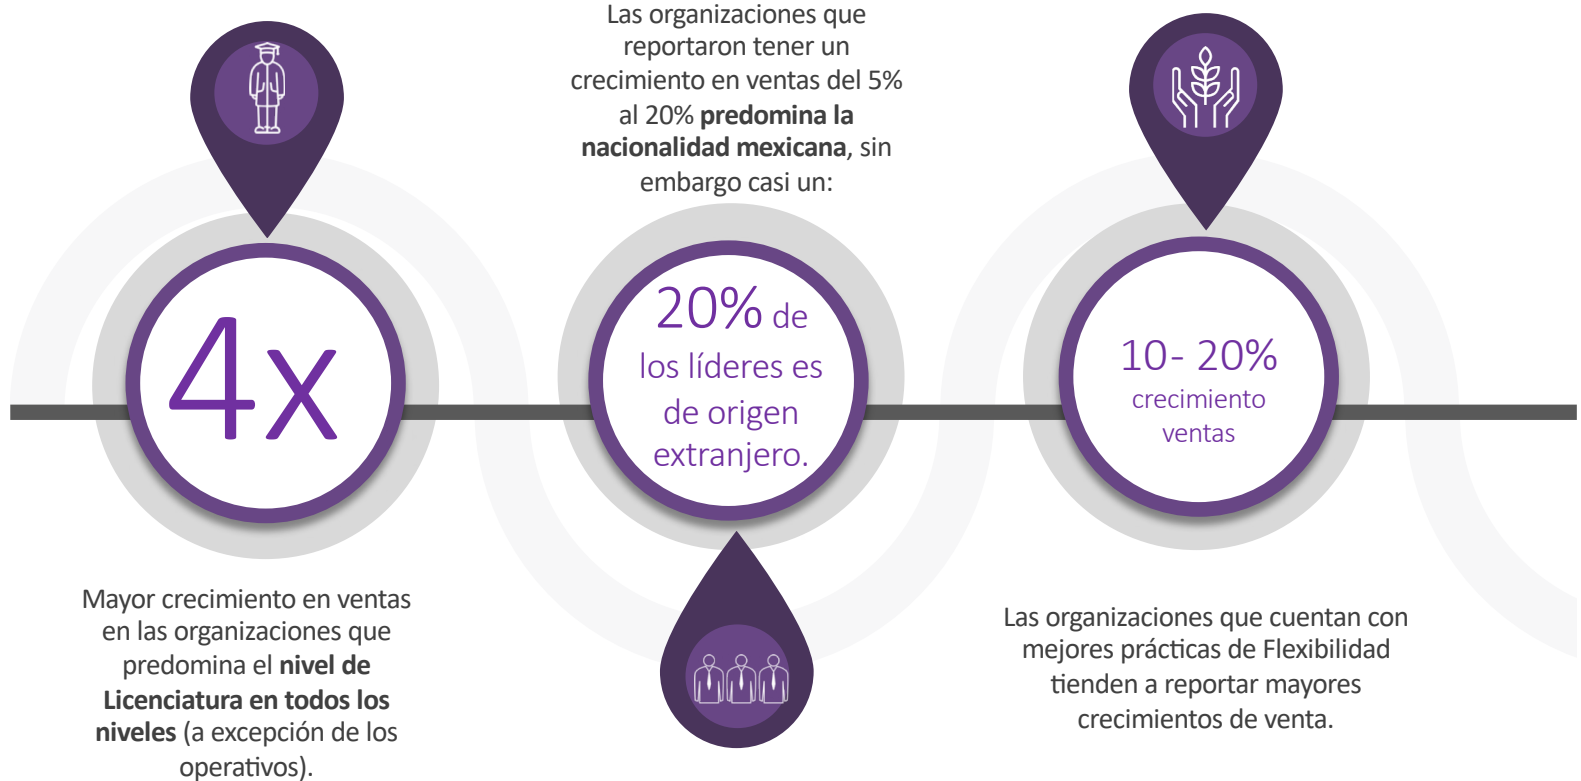 4x
Mayor crecimiento en ventas
en las organizaciones que
predomina el nivel de
Licenciatura en todos los
niveles (a excepción de los
operativos).
Las organizaciones que
reportaron tener un
crecimiento en ventas del 5%
al 20% predomina la
nacionalidad mexicana, sin
embargo casi un:
20% de
los líderes es
de origen
extranjero.
10- 20%
crecimiento
ventas
Las organizaciones que cuentan con
mejores prácticas de Flexibilidad
tienden a reportar mayores
crecimientos de venta.